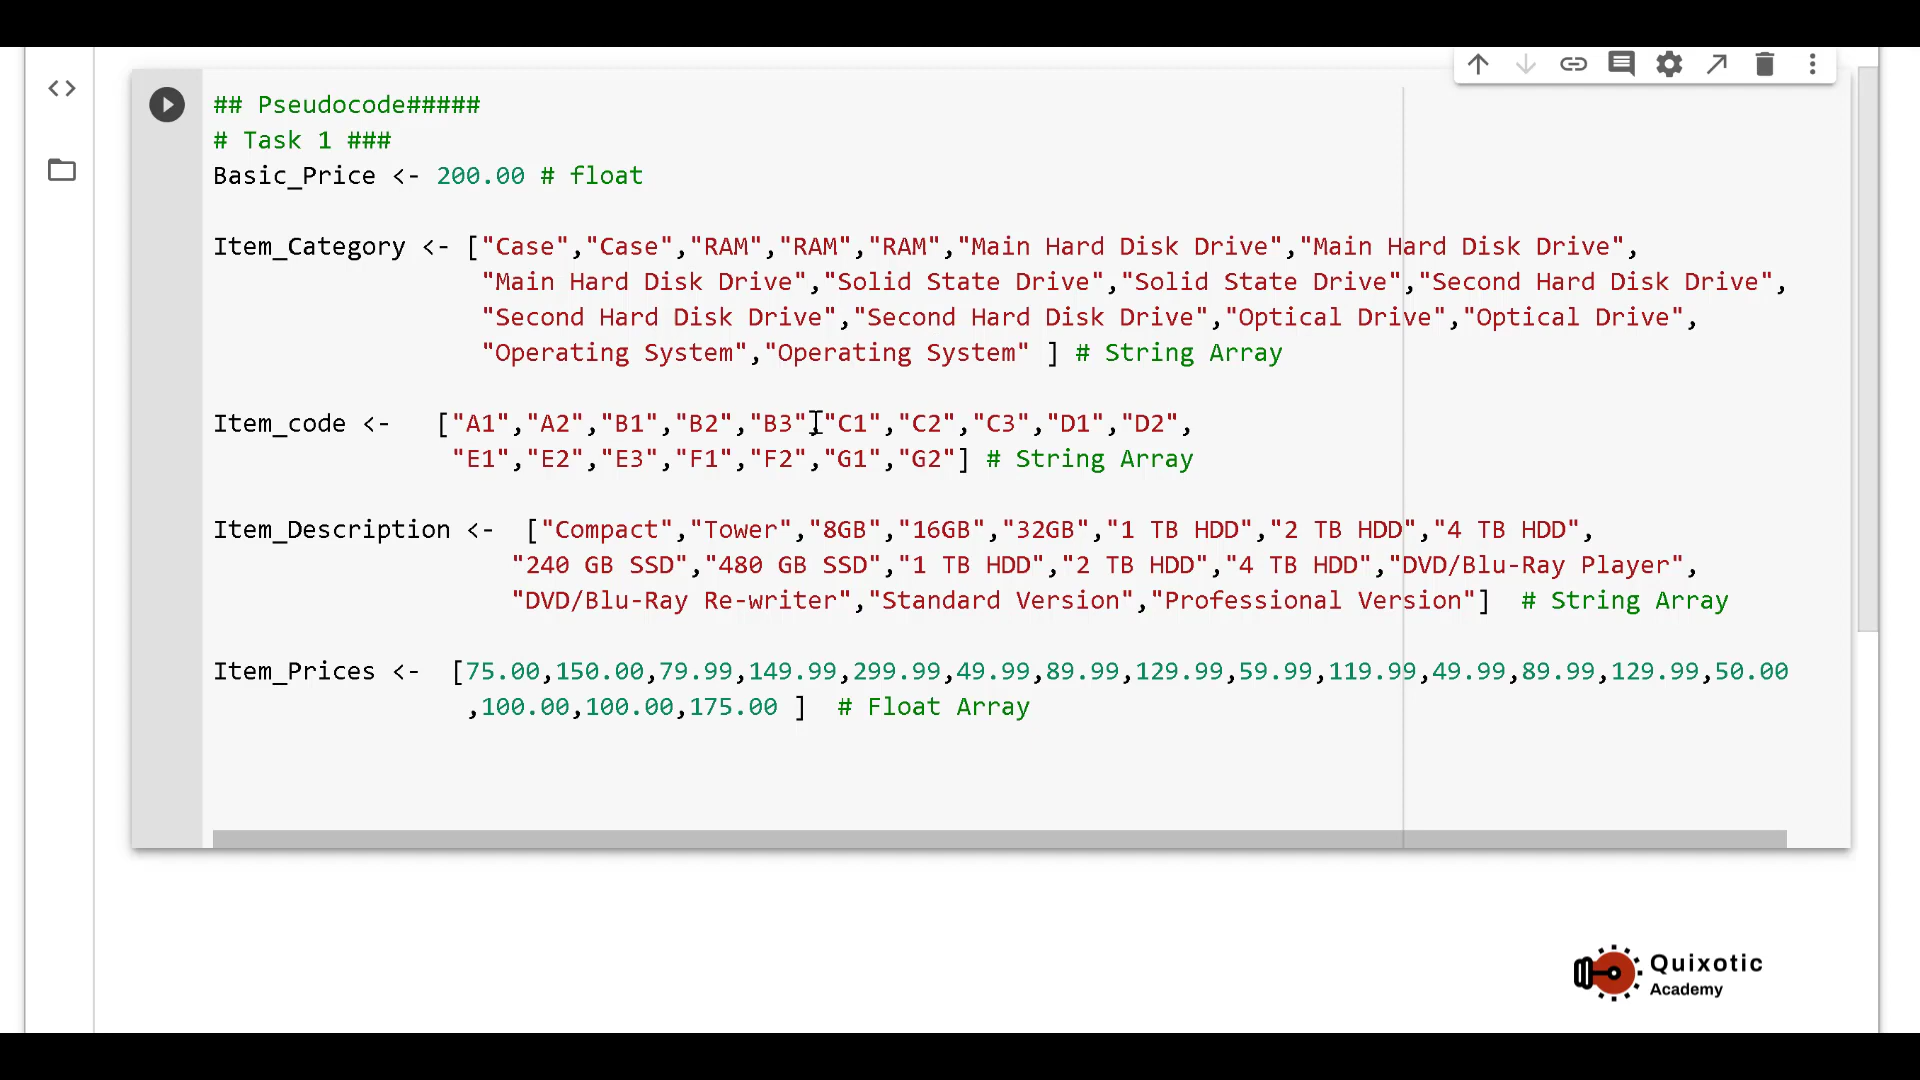 ## Pseudocode#####
# Task 1 ###
Basic_Price <- 200.00 # float
Item_Category <- ["Case","Case","RAM","RAM","RAM","Main Hard Disk Drive","Main Hard Disk Drive",
"Main Hard Disk Drive","Solid State Drive","Solid State Drive","Second Hard Disk Drive",
"Second Hard Disk Drive","Second Hard Disk Drive","Optical Drive","Optical Drive",
"Operating System","Operating System" ] # String Array
Item_code <- ["A1","A2","B1","B2","B3","C1","C2","C3","D1","D2",
"E1","E2","E3","F1","F2","G1","G2"] # String Array
Item_Description <- ["Compact","Tower","8GB","16GB","32GB","1 TB HDD","2 TB HDD","4 TB HDD",
"240 GB SSD","480 GB SSD","1 TB HDD","2 TB HDD","4 TB HDD","DVD/Blu-Ray Player",
"DVD/Blu-Ray Re-writer","Standard Version","Professional Version"] # String Array
Item_Prices <- [75.00,150.00,79.99,149.99,299.99,49.99,89.99,129.99,59.99,119.99,49.99,89.99,129.99,50.00
,100.00,100.00,175.00 ] # Float Array
Quixotic
Academy